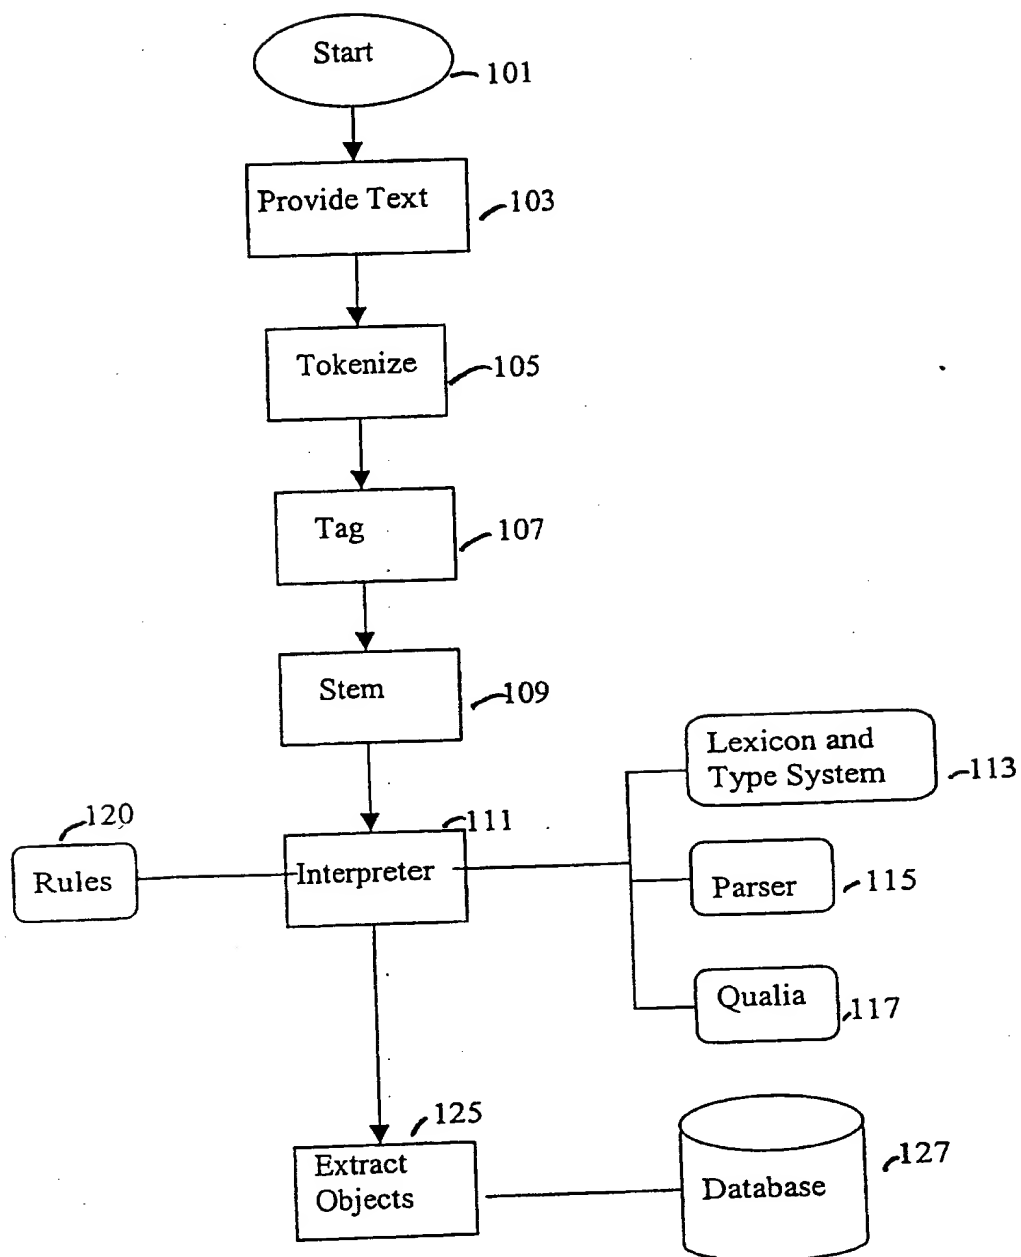 Start
101
Provide Text
103
Tokenize
105
Tag
107
Stem
109
Lexicon and
Type System
113
120
111
Rules
Interpreter
Parser
115
Qualia
117
125
Extract
Objects
Database
127